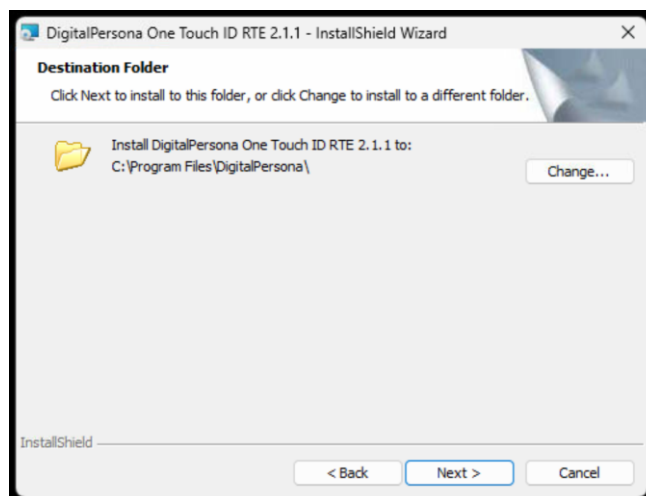 DigitalPersona One Touch ID RTE 2.1.1 - InstallShield Wizard
Destination Folder
Click Next to install to this folder, or click Change to install to a different folder.
Install DigitalPersona One Touch ID RTE 2.1.1 to:
C:\Program Files\DigitalPersona\
Change...
InstallShield
< Back
Next >
Cancel